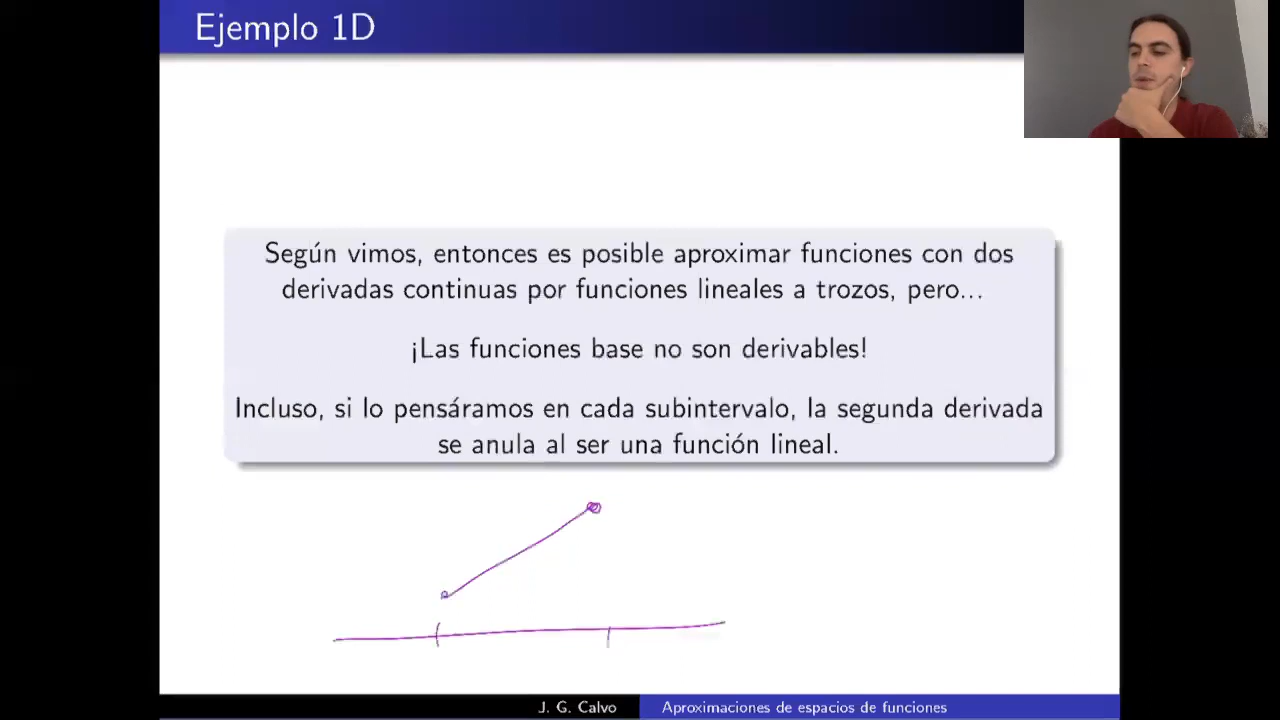 Ejemplo 1D
Según vimos, entonces es posible aproximar funciones con dos
derivadas continuas por funciones lineales a trozos, pero...
¡Las funciones base no son derivables!
Incluso, si lo pensáramos en cada subintervalo, la segunda derivada
se anula al ser una función lineal.
J. G. Calvo
Aproximaciones de espacios de funciones